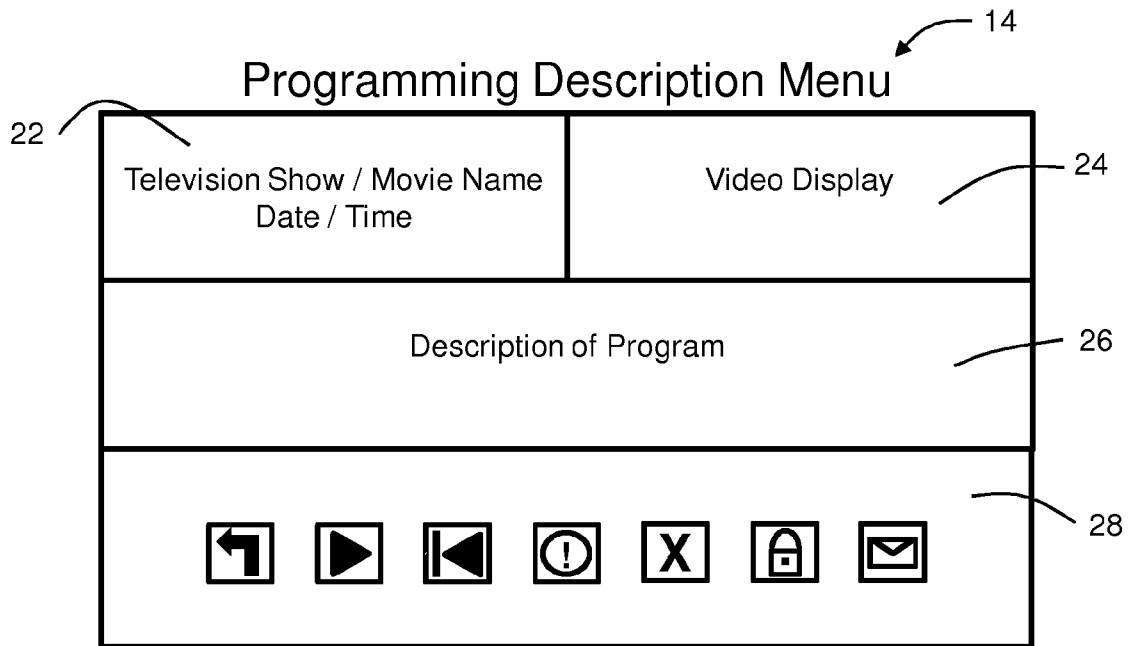 14
Programming Description Menu
22
Television Show / Movie Name
Date / Time
Video Display
24
Description of Program
26
28
!
X